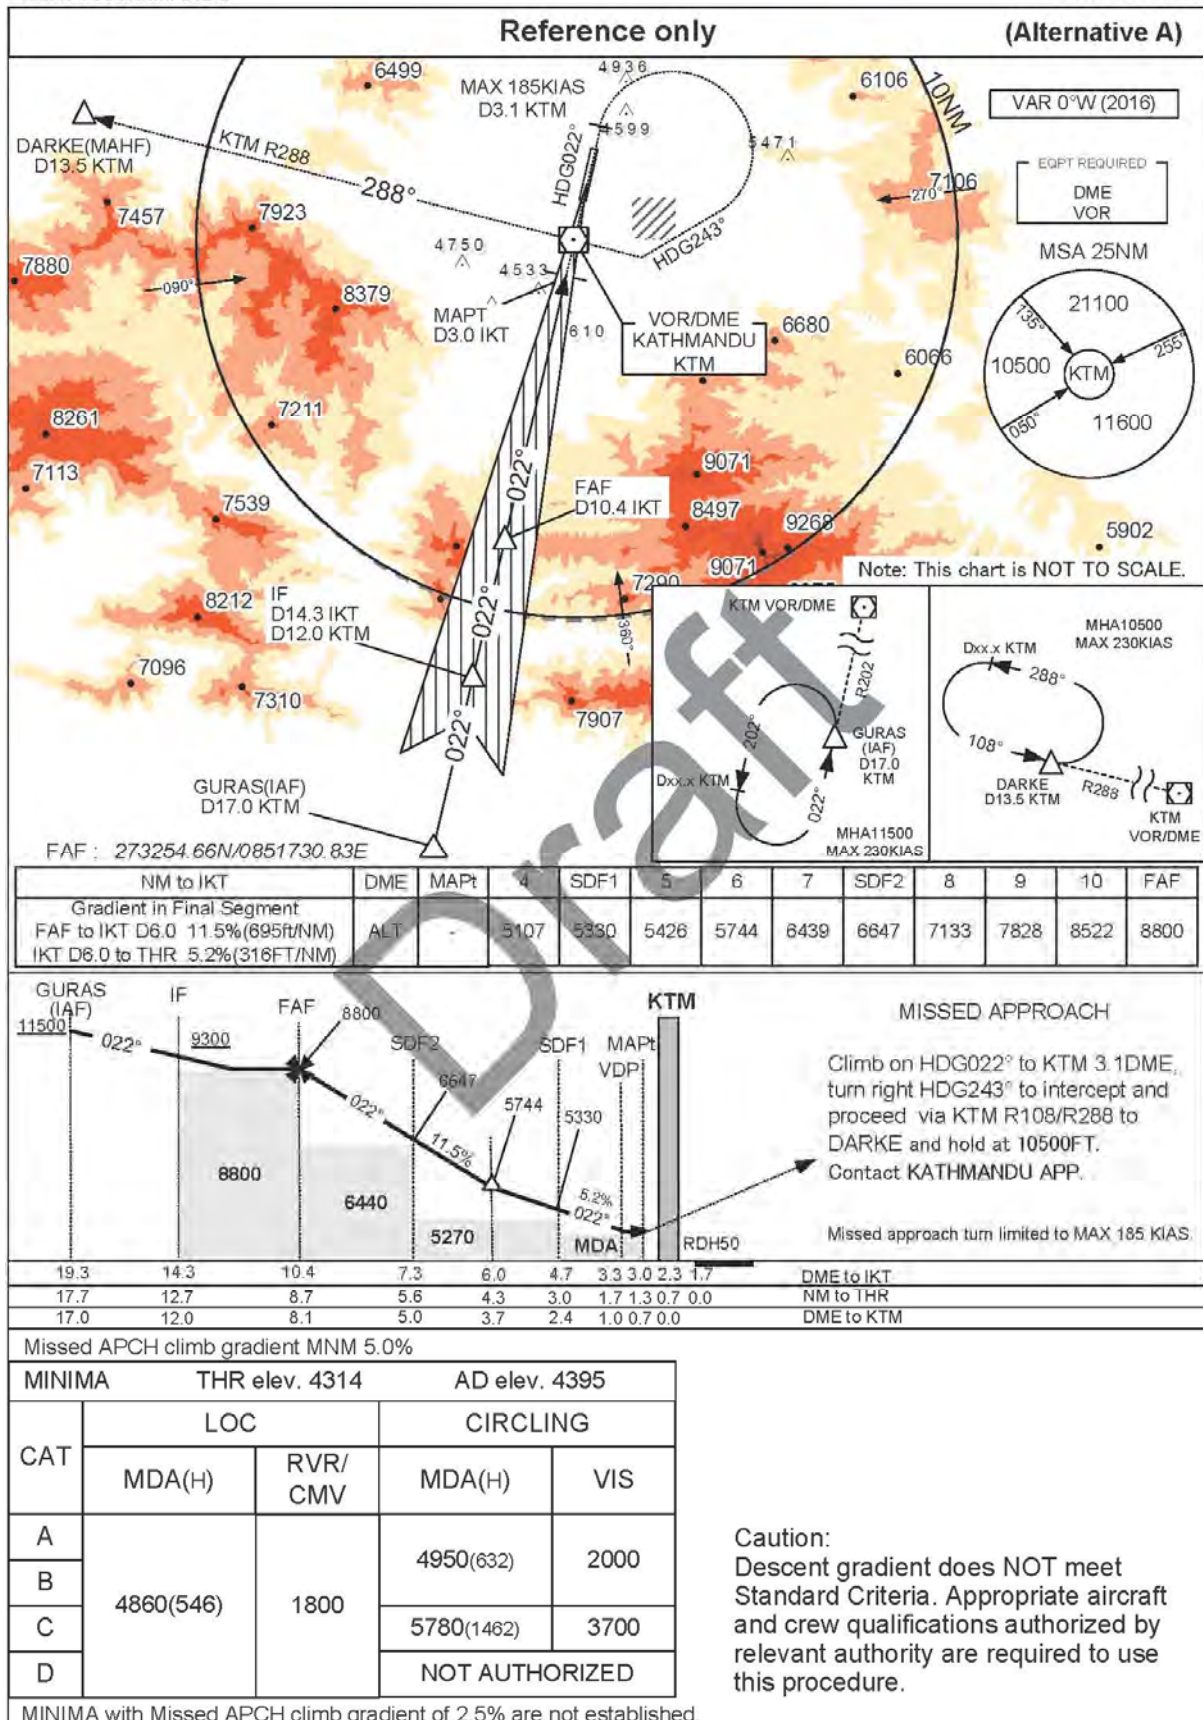 Reference only
(Alternative A)
6499
4936
MAX 185KIAS
D3.1 KTM
4599
6106
10NM
VAR 0°W (2016)
DARKE(MAHF)
D13.5 KTM
KTM R288
288°
HDG022°
5471
EQPT REQUIRED
DME
VOR
7106
270°
7457
7923
4750
4533
HDG243°
MSA 25NM
7880
090°
8379
MAPT
D3.0 IKT
610
VOR/DME
KATHMANDU
KTM
6680
6066
21100
135°
10500
KTM
255°
050°
11600
7211
8261
7113
022°
FAF
D10.4 IKT
9071
8497
9268
9071
5902
7539
7290
Note: This chart is NOT TO SCALE.
8212
IF
D14.3 IKT
D12.0 KTM
022°
360°
7096
7310
7907
022°
GURAS(IAF)
D17.0 KTM
KTM VOR/DME
R202
202°
GURAS
(IAF)
D17.0
KTM
Dxx.x KTM
022°
MHA11500
MAX 230KIAS
MHA10500
MAX 230KIAS
Dxx.x KTM
288°
108°
DARKE
D13.5 KTM
R288
KTM
VOR/DME
Draft
FAF : 273254.66N/0851730.83E
NM to IKT DME MAPt 4 SDF1 5 6 7 SDF2 8 9 10 FAF
Gradient in Final Segment
FAF to IKT D6.0 11.5%(695ft/NM) ALT - 5107 5330 5426 5744 6439 6647 7133 7828 8522 8800
IKT D6.0 to THR 5.2%(316FT/NM)
GURAS
(IAF)
IF
FAF
8800
KTM
11500
022°
9300
SDF2
SDF1
MAPt
VDP
6647
5744
5330
022°
11.5%
5.2%
022°
8800
6440
5270
MDA
RDH50
MISSED APPROACH
Climb on HDG022° to KTM 3.1DME,
turn right HDG243° to intercept and
proceed via KTM R108/R288 to
DARKE and hold at 10500FT.
Contact KATHMANDU APP.
Missed approach turn limited to MAX 185 KIAS.
19.3 14.3 10.4 7.3 6.0 4.7 3.3 3.0 2.3 1.7 DME to IKT
17.7 12.7 8.7 5.6 4.3 3.0 1.7 1.3 0.7 0.0 NM to THR
17.0 12.0 8.1 5.0 3.7 2.4 1.0 0.7 0.0 DME to KTM
Missed APCH climb gradient MNM 5.0%
MINIMA THR elev. 4314 AD elev. 4395
CAT LOC CIRCLING
MDA(H) RVR/
CMV MDA(H) VIS
A
B
C
D
4860(546) 1800
4950(632) 2000
5780(1462) 3700
NOT AUTHORIZED
Caution:
Descent gradient does NOT meet
Standard Criteria. Appropriate aircraft
and crew qualifications authorized by
relevant authority are required to use
this procedure.
MINIMA with Missed APCH climb gradient of 2.5% are not established.